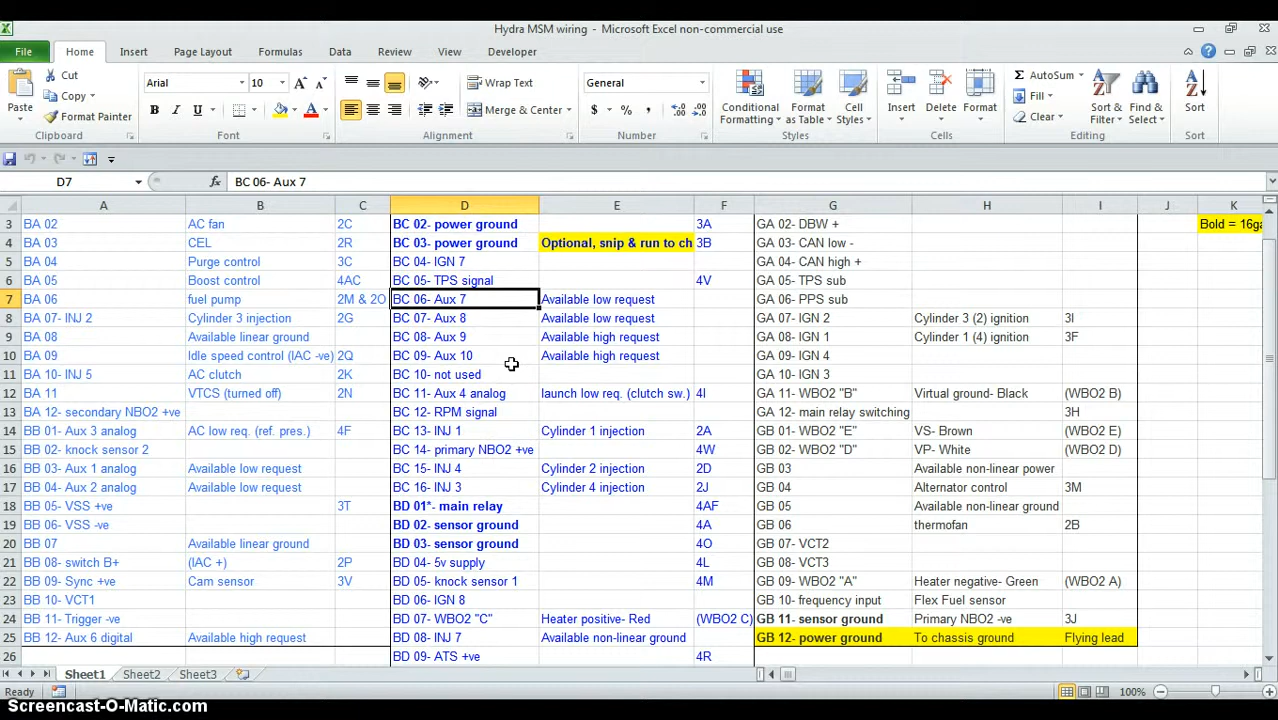 Hydra MSM wiring - Microsoft Excel non-commercial use
File Home Insert Page Layout Formulas Data Review View Developer
Paste Cut Copy Format Painter Clipboard
Arial 10 A A B I U A Font
Wrap Text Merge & Center Alignment
General $ % , .00 .0 Number
Conditional Formatting Format as Table Cell Styles Styles
Insert Delete Format Cells
Σ AutoSum Fill Clear Sort & Filter Find & Select Editing
Sort Sort
D7 fx BC 06- Aux 7
A B C D E F G H I J K
3 BA 02 AC fan 2C BC 02- power ground 3A GA 02- DBW + Bold = 16ga
4 BA 03 CEL 2R BC 03- power ground Optional, snip & run to ch 3B GA 03- CAN low -
5 BA 04 Purge control 3C BC 04- IGN 7 GA 04- CAN high +
6 BA 05 Boost control 4AC BC 05- TPS signal 4V GA 05- TPS sub
7 BA 06 fuel pump 2M & 2O BC 06- Aux 7 Available low request GA 06- PPS sub
8 BA 07- INJ 2 Cylinder 3 injection 2G BC 07- Aux 8 Available low request GA 07- IGN 2 Cylinder 3 (2) ignition 3I
9 BA 08 Available linear ground BC 08- Aux 9 Available high request GA 08- IGN 1 Cylinder 1 (4) ignition 3F
10 BA 09 Idle speed control (IAC -ve) 2Q BC 09- Aux 10 Available high request GA 09- IGN 4
11 BA 10- INJ 5 AC clutch 2K BC 10- not used GA 10- IGN 3
12 BA 11 VTCS (turned off) 2N BC 11- Aux 4 analog launch low req. (clutch sw.) 4I GA 11- WBO2 "B" Virtual ground- Black (WBO2 B)
13 BA 12- secondary NBO2 +ve BC 12- RPM signal GA 12- main relay switching 3H
14 BB 01- Aux 3 analog AC low req. (ref. pres.) 4F BC 13- INJ 1 Cylinder 1 injection 2A GB 01- WBO2 "E" VS- Brown (WBO2 E)
15 BB 02- knock sensor 2 BC 14- primary NBO2 +ve 4W GB 02- WBO2 "D" VP- White (WBO2 D)
16 BB 03- Aux 1 analog Available low request BC 15- INJ 4 Cylinder 2 injection 2D GB 03 Available non-linear power
17 BB 04- Aux 2 analog Available low request BC 16- INJ 3 Cylinder 4 injection 2J GB 04 Alternator control 3M
18 BB 05- VSS +ve 3T BD 01*- main relay 4AF GB 05 Available non-linear ground
19 BB 06- VSS -ve BD 02- sensor ground 4A GB 06 thermofan 2B
20 BB 07 Available linear ground BD 03- sensor ground 4O GB 07- VCT2
21 BB 08- switch B+ (IAC +) 2P BD 04- 5v supply 4L GB 08- VCT3
22 BB 09- Sync +ve Cam sensor 3V BD 05- knock sensor 1 4M GB 09- WBO2 "A" Heater negative- Green (WBO2 A)
23 BB 10- VCT1 BD 06- IGN 8 GB 10- frequency input Flex Fuel sensor
24 BB 11- Trigger -ve BD 07- WBO2 "C" Heater positive- Red (WBO2 C) GB 11- sensor ground Primary NBO2 -ve 3J
25 BB 12- Aux 6 digital Available high request BD 08- INJ 7 Available non-linear ground GB 12- power ground To chassis ground Flying lead
26 BD 09- ATS +ve 4R
Sheet1 Sheet2 Sheet3
Ready 100%
Screencast-O-Matic.com